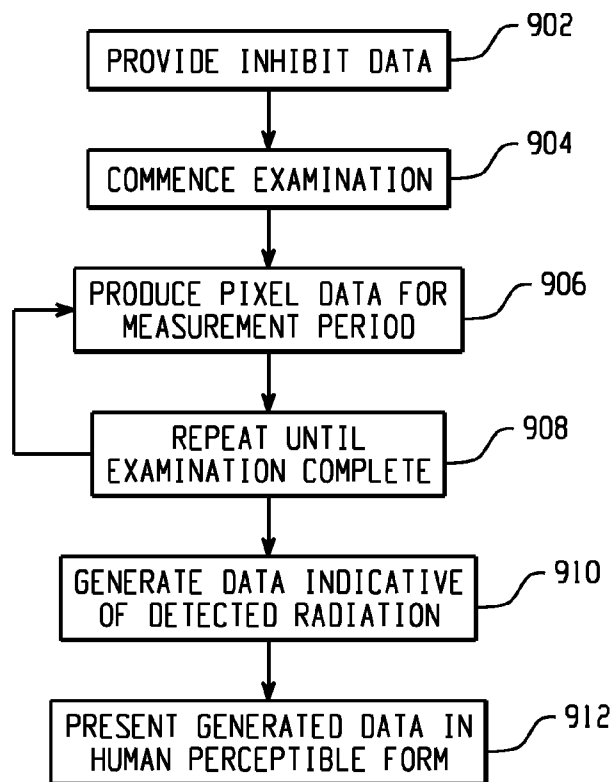 902
PROVIDE INHIBIT DATA
904
COMMENCE EXAMINATION
906
PRODUCE PIXEL DATA FOR
MEASUREMENT PERIOD
908
REPEAT UNTIL
EXAMINATION COMPLETE
910
GENERATE DATA INDICATIVE
OF DETECTED RADIATION
912
PRESENT GENERATED DATA IN
HUMAN PERCEPTIBLE FORM